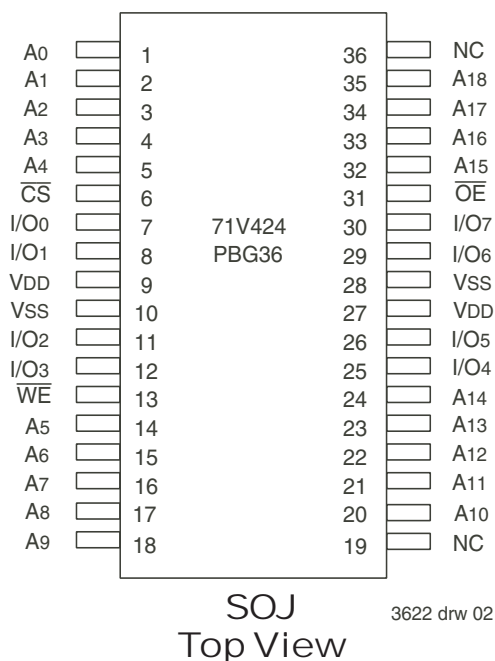 A0 1 36 NC
A1 2 35 A18
A2 3 34 A17
A3 4 33 A16
A4 5 32 A15
C̅S̅ 6 31 O̅E̅
I/O0 7 71V424 30 I/O7
I/O1 8 PBG36 29 I/O6
VDD 9 28 VSS
VSS 10 27 VDD
I/O2 11 26 I/O5
I/O3 12 25 I/O4
W̅E̅ 13 24 A14
A5 14 23 A13
A6 15 22 A12
A7 16 21 A11
A8 17 20 A10
A9 18 19 NC
SOJ 3622 drw 02
Top View